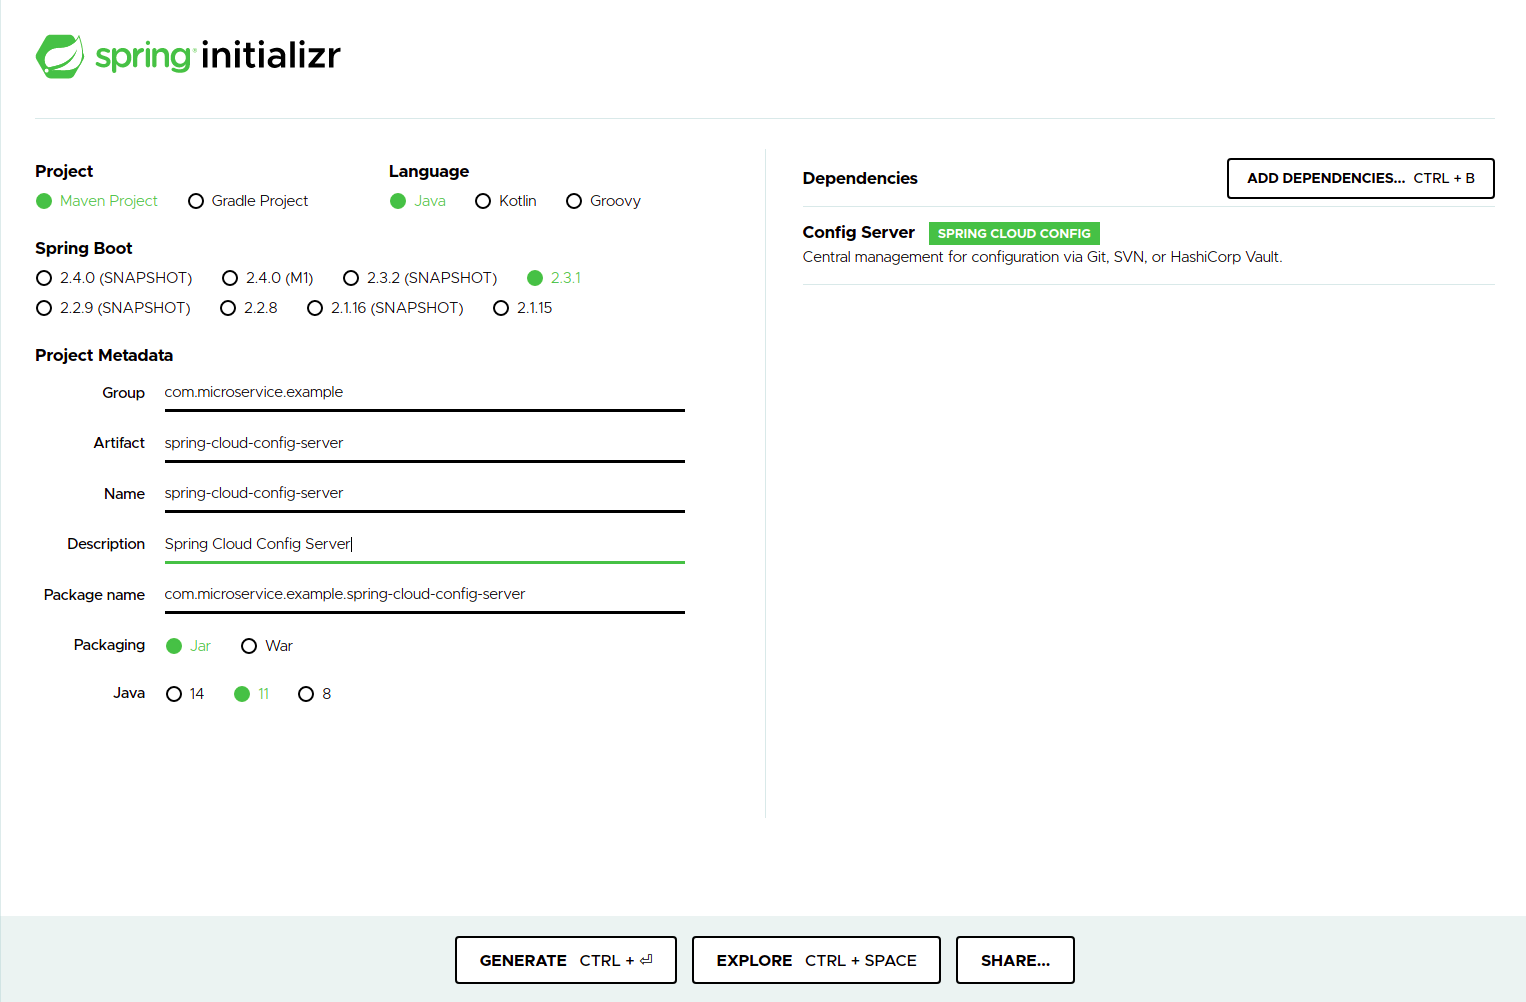 spring initializr
Project
Maven Project Gradle Project
Language
Java Kotlin Groovy
Spring Boot
2.4.0 (SNAPSHOT) 2.4.0 (M1) 2.3.2 (SNAPSHOT) 2.3.1
2.2.9 (SNAPSHOT) 2.2.8 2.1.16 (SNAPSHOT) 2.1.15
Project Metadata
Group com.microservice.example
Artifact spring-cloud-config-server
Name spring-cloud-config-server
Description Spring Cloud Config Server
Package name com.microservice.example.spring-cloud-config-server
Packaging Jar War
Java 14 11 8
Dependencies
ADD DEPENDENCIES... CTRL + B
Config Server SPRING CLOUD CONFIG
Central management for configuration via Git, SVN, or HashiCorp Vault.
GENERATE CTRL + ⏎ EXPLORE CTRL + SPACE SHARE...